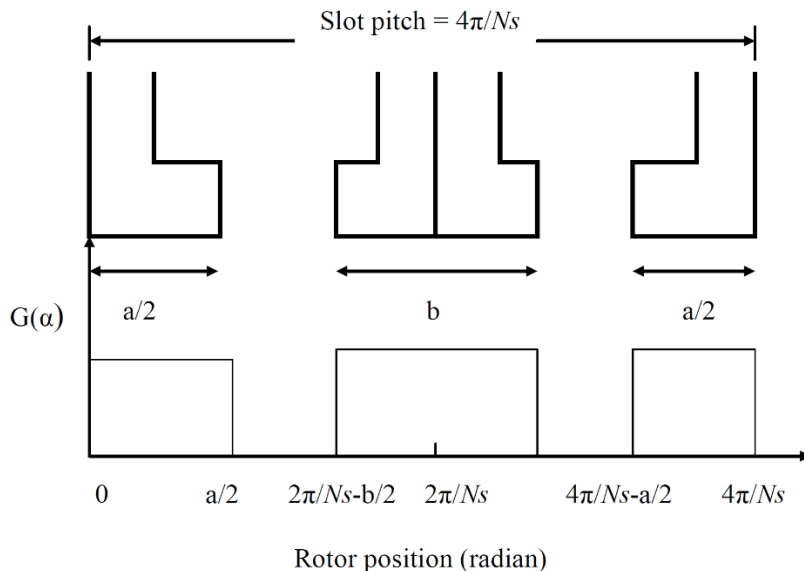 Slot pitch = 4π/Ns
a/2 b a/2
G(α)
0 a/2 2π/Ns-b/2 2π/Ns 4π/Ns-a/2 4π/Ns
Rotor position (radian)